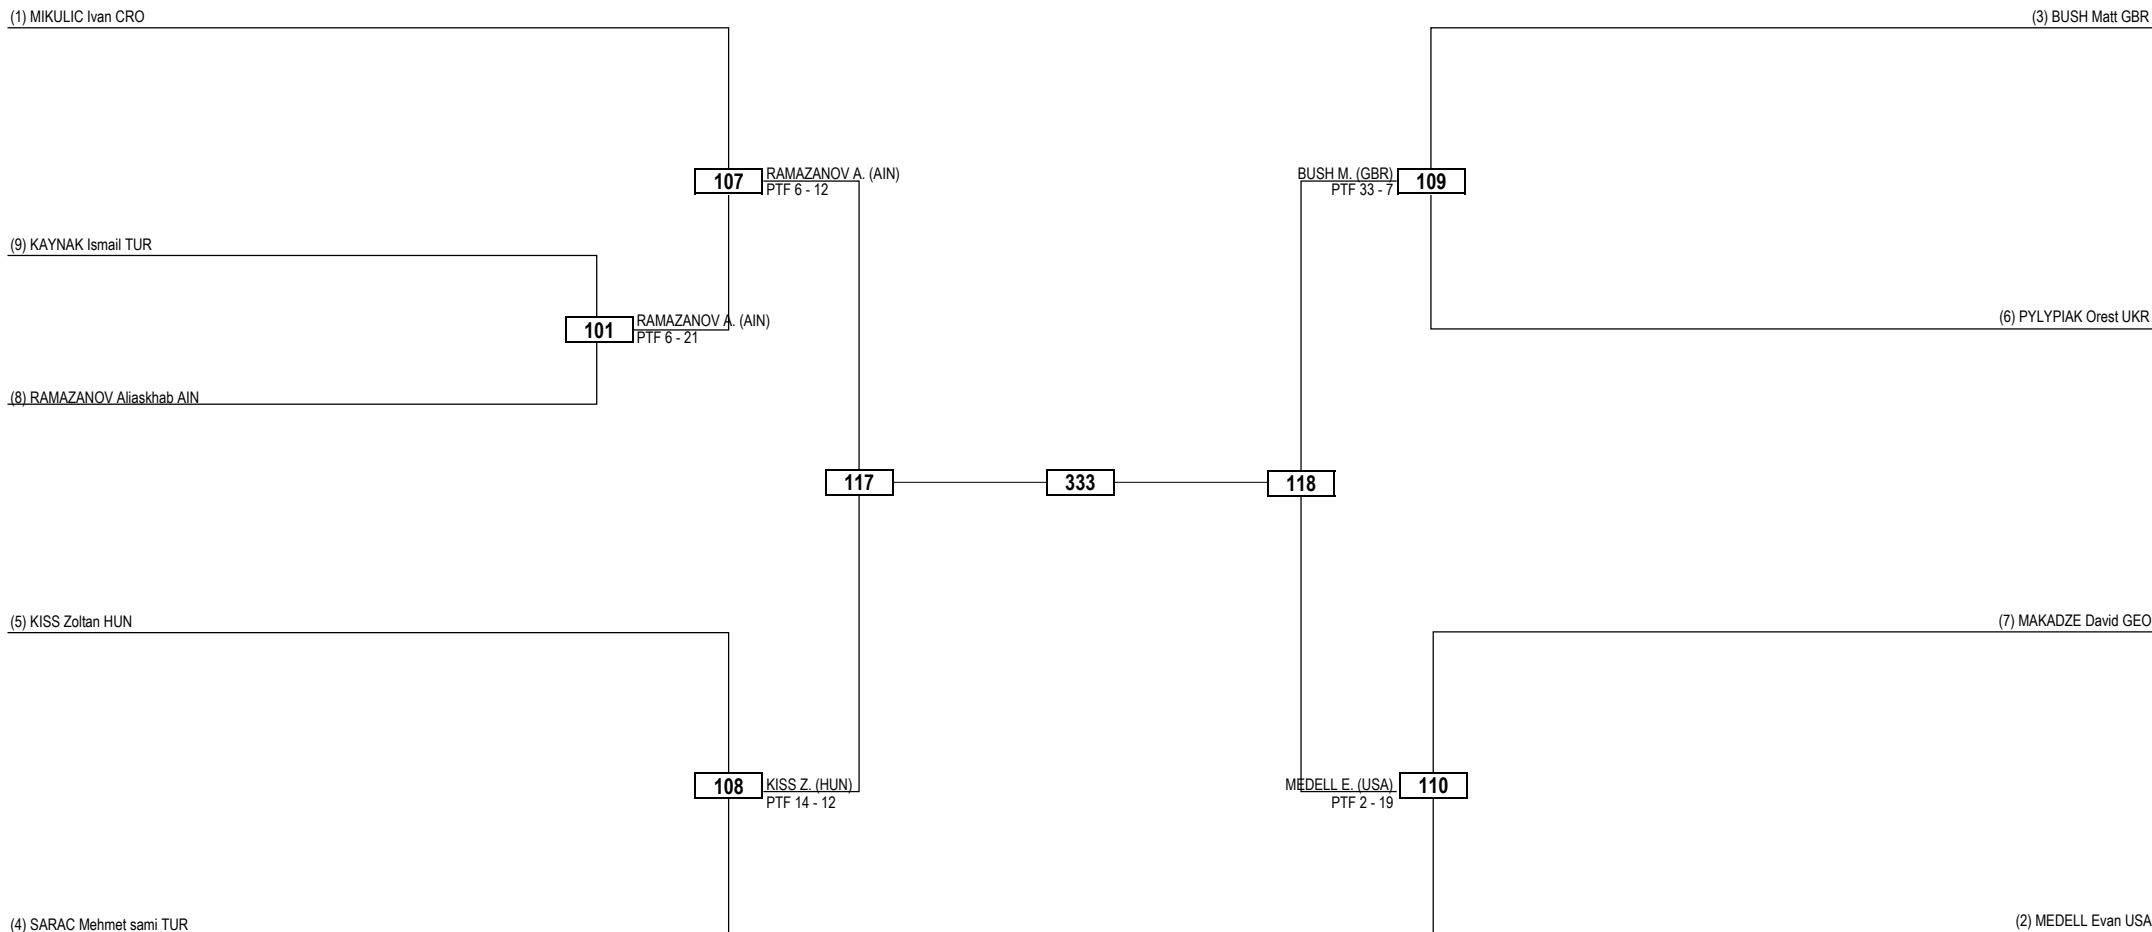 (1) MIKULIC Ivan CRO
(3) BUSH Matt GBR
107
RAMAZANOV A. (AIN)
PTF 6 - 12
BUSH M. (GBR)
PTF 33 - 7
109
(9) KAYNAK Ismail TUR
101
RAMAZANOV A. (AIN)
PTF 6 - 21
(6) PYLYPIAK Orest UKR
(8) RAMAZANOV Aliaskhab AIN
117
333
118
(5) KISS Zoltan HUN
(7) MAKADZE David GEO
108
KISS Z. (HUN)
PTF 14 - 12
MEDELL E. (USA)
PTF 2 - 19
110
(4) SARAC Mehmet sami TUR
(2) MEDELL Evan USA